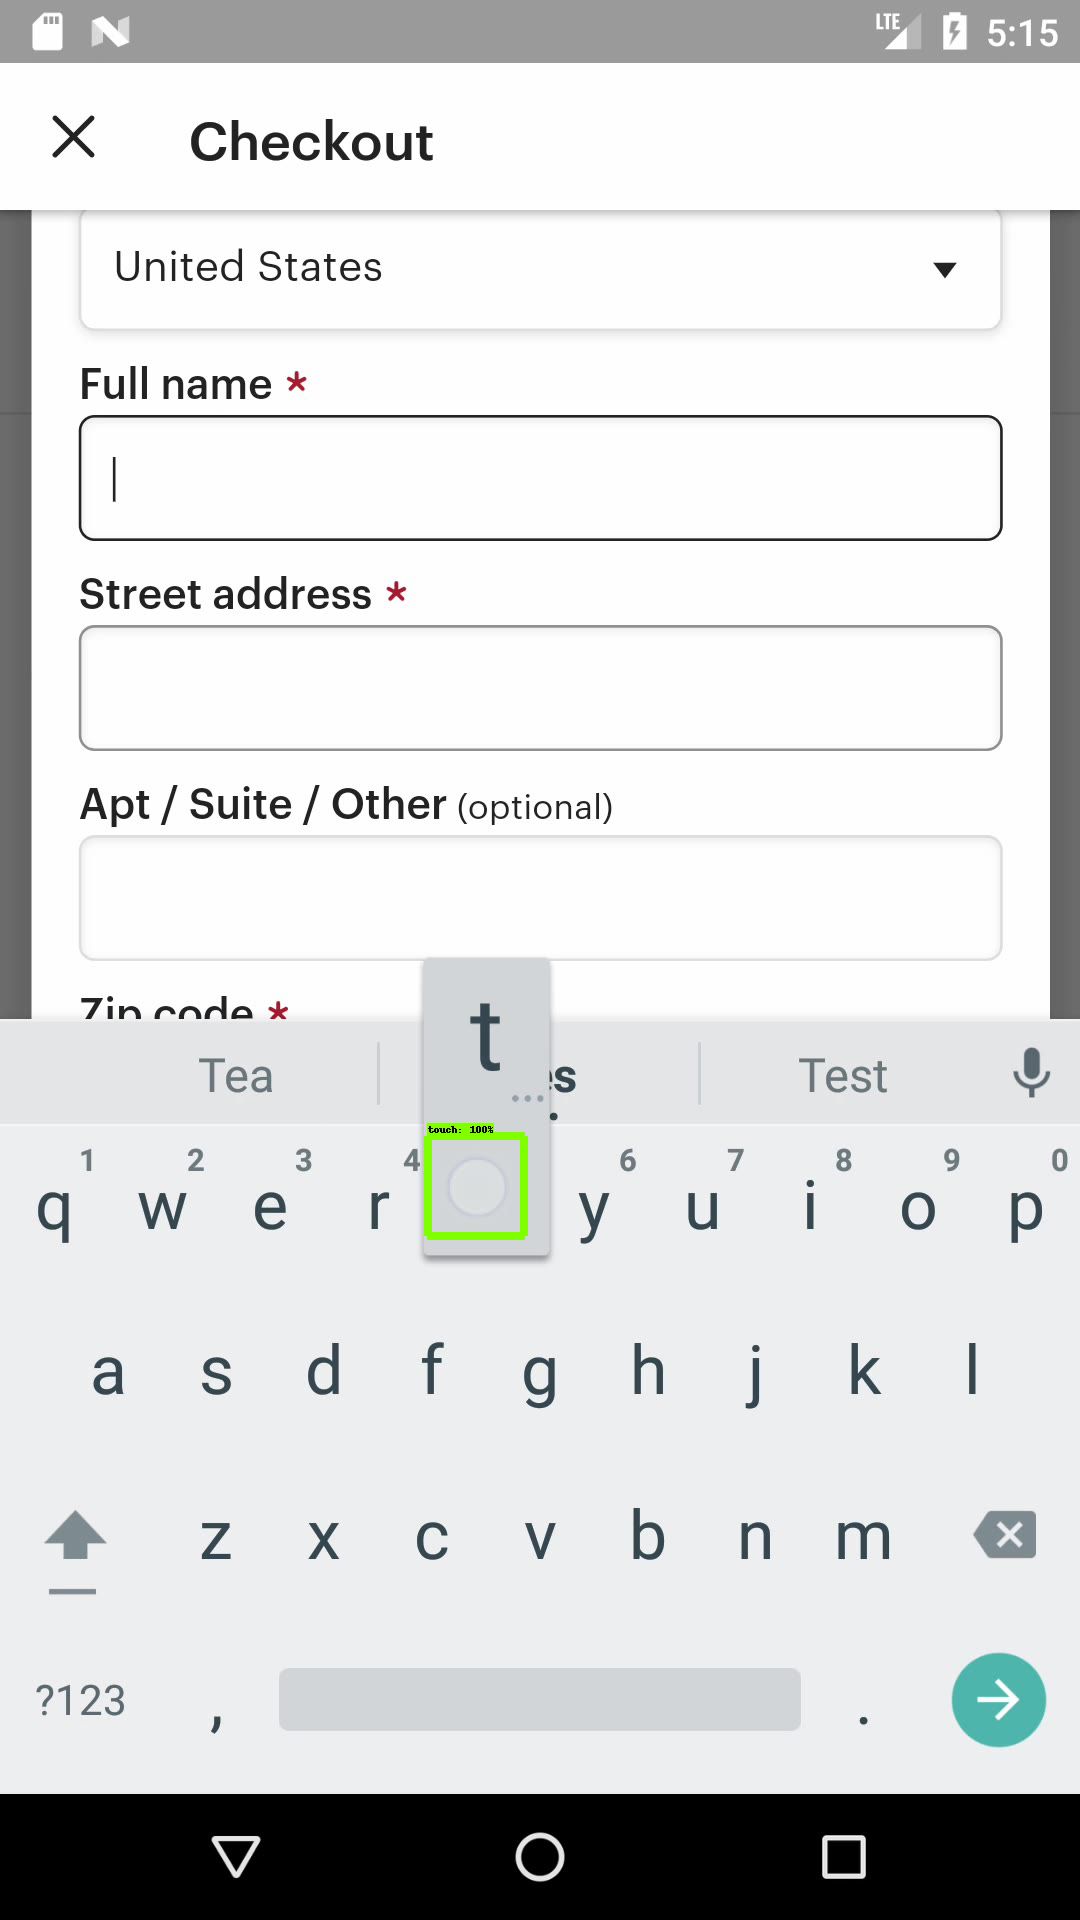 LTE 5:15
Checkout
United States
Full name *
Street address *
Apt / Suite / Other (optional)
Zip code *
t
Tea es Test
touch: 100%
1 2 3 4 6 7 8 9 0
q w e r y u i o p
a s d f g h j k l
z x c v b n m
?123 , .